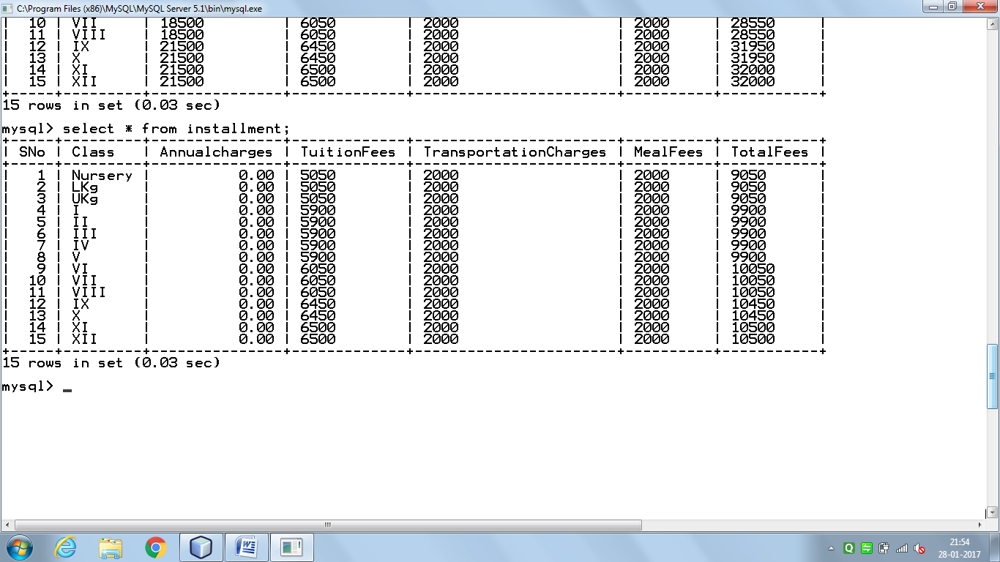 C:\Program Files (x86)\MySQL\MySQL Server 5.1\bin\mysql.exe
| 10 | VII | 18500 | 6050 | 2000 | 2000 | 28550 |
| 11 | VIII | 18500 | 6050 | 2000 | 2000 | 28550 |
| 12 | IX | 21500 | 6450 | 2000 | 2000 | 31950 |
| 13 | X | 21500 | 6450 | 2000 | 2000 | 31950 |
| 14 | XI | 21500 | 6500 | 2000 | 2000 | 32000 |
| 15 | XII | 21500 | 6500 | 2000 | 2000 | 32000 |
15 rows in set (0.03 sec)
mysql> select * from installment;
| SNo | Class | Annualcharges | TuitionFees | TransportationCharges | MealFees | TotalFees |
| 1 | Nursery | 0.00 | 5050 | 2000 | 2000 | 9050 |
| 2 | LKg | 0.00 | 5050 | 2000 | 2000 | 9050 |
| 3 | UKg | 0.00 | 5050 | 2000 | 2000 | 9050 |
| 4 | I | 0.00 | 5900 | 2000 | 2000 | 9900 |
| 5 | II | 0.00 | 5900 | 2000 | 2000 | 9900 |
| 6 | III | 0.00 | 5900 | 2000 | 2000 | 9900 |
| 7 | IV | 0.00 | 5900 | 2000 | 2000 | 9900 |
| 8 | V | 0.00 | 5900 | 2000 | 2000 | 9900 |
| 9 | VI | 0.00 | 6050 | 2000 | 2000 | 10050 |
| 10 | VII | 0.00 | 6050 | 2000 | 2000 | 10050 |
| 11 | VIII | 0.00 | 6050 | 2000 | 2000 | 10050 |
| 12 | IX | 0.00 | 6450 | 2000 | 2000 | 10450 |
| 13 | X | 0.00 | 6450 | 2000 | 2000 | 10450 |
| 14 | XI | 0.00 | 6500 | 2000 | 2000 | 10500 |
| 15 | XII | 0.00 | 6500 | 2000 | 2000 | 10500 |
15 rows in set (0.03 sec)
mysql> _
21:54
28-01-2017